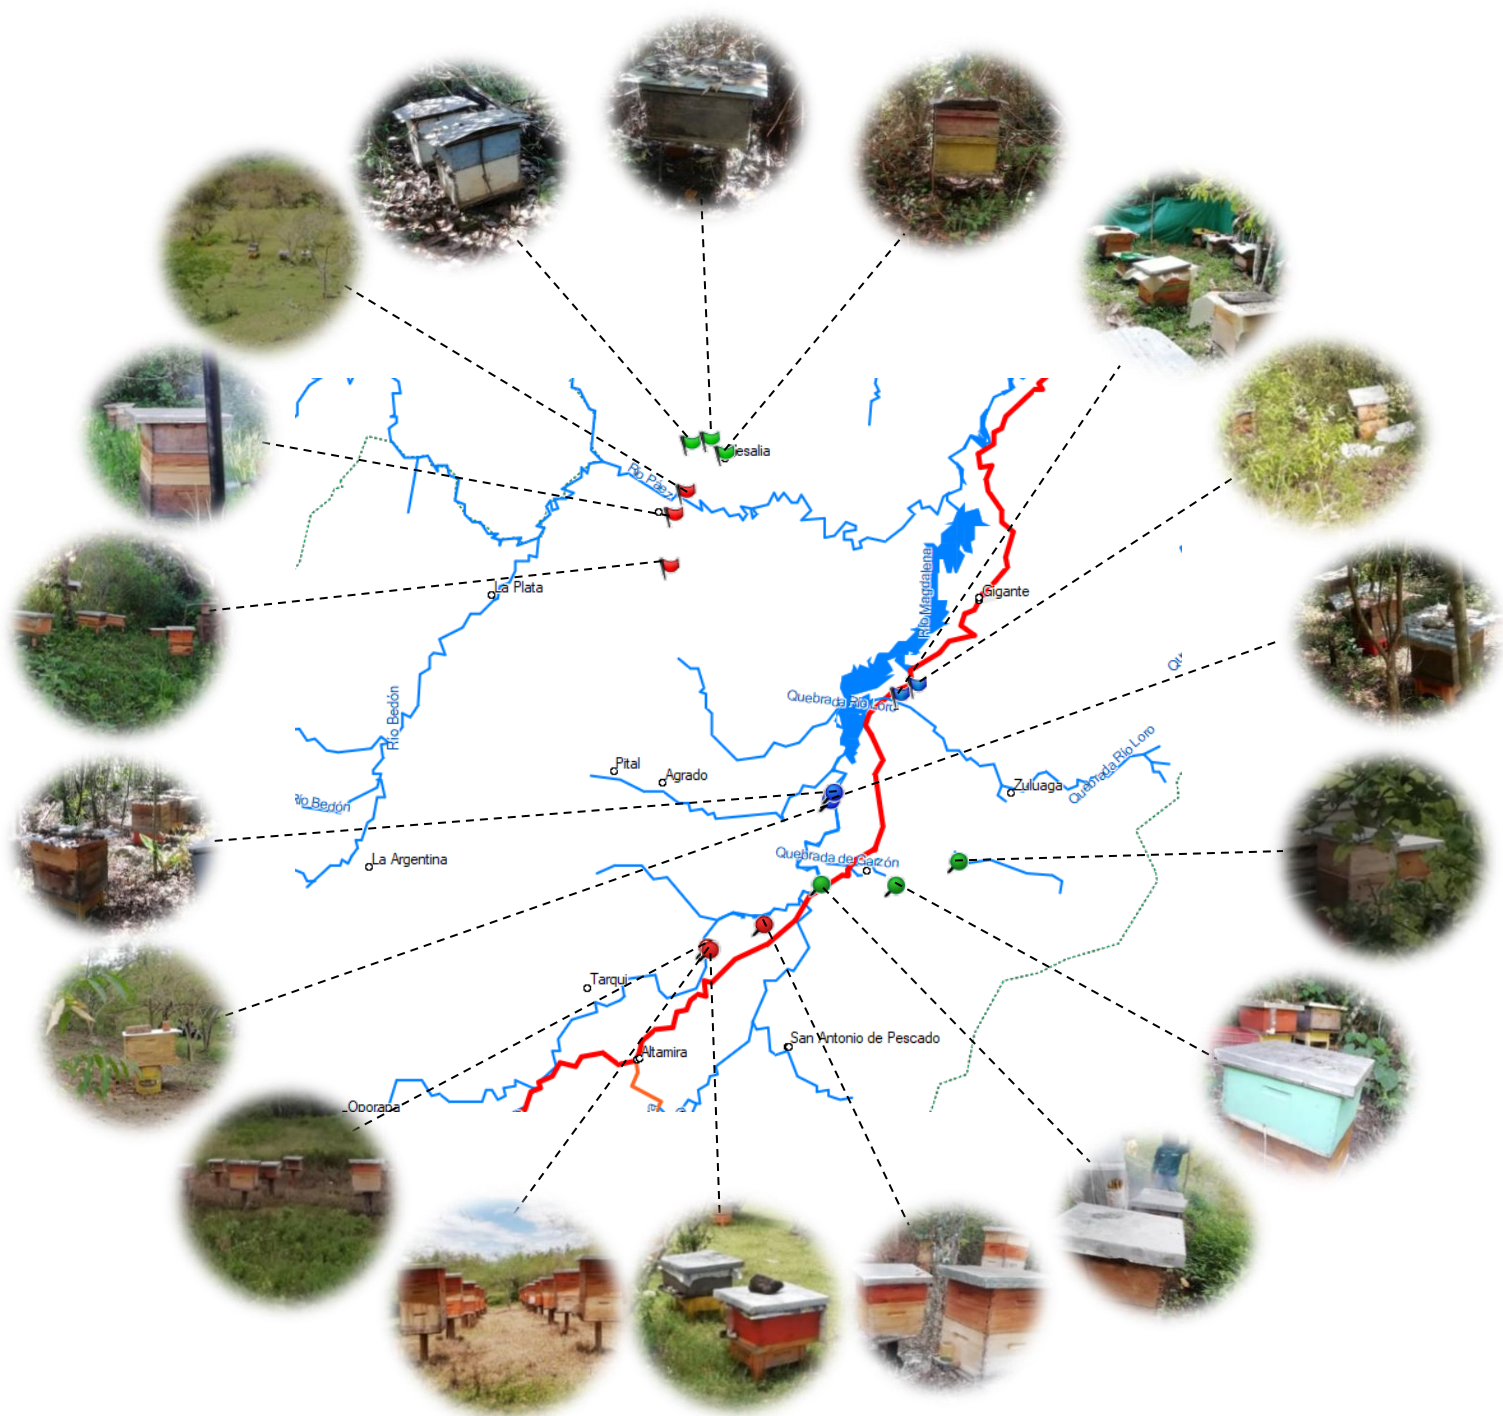 iesalia
Río Páez
La Plata
Gigante
Río Magdalena
Quebrada Río Loro
Río Bedón
Pital
Agrado
Zuluaga
Quebrada Río Loro
Río Bedón
La Argentina
Quebrada de Garzón
Tarqui
San Antonio de Pescado
Altamira
Oporapa